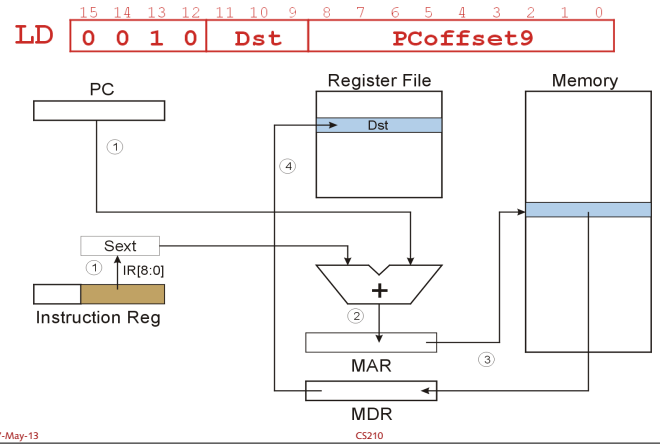 15 14 13 12 11 10 9 8 7 6 5 4 3 2 1 0
LD 0 0 1 0 Dst PCoffset9
PC
Register File
Memory
Dst
1
4
Sext
1
IR[8:0]
Instruction Reg
+
2
MAR
3
MDR
-May-13
CS210